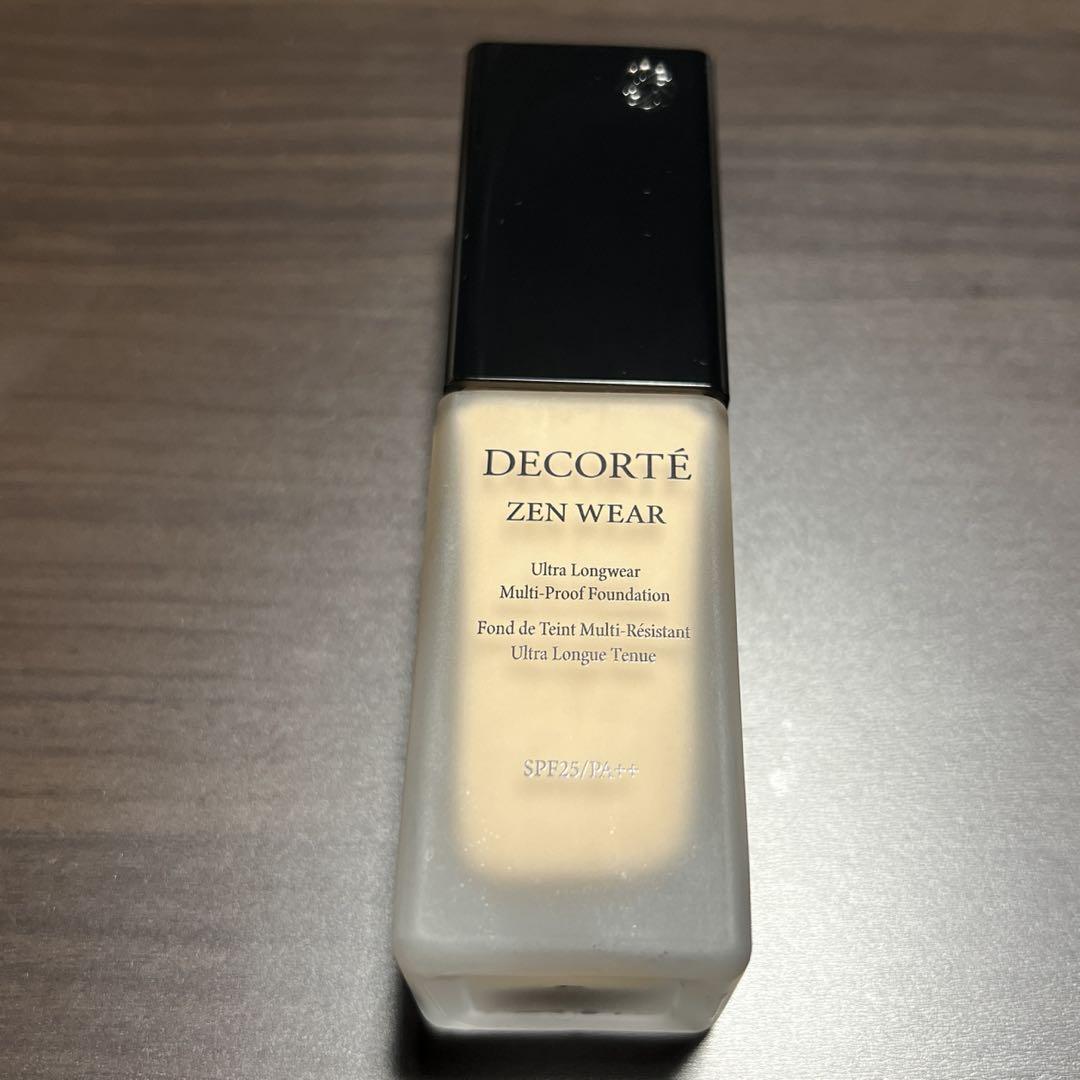 DECORTÉ
ZEN WEAR
Ultra Longwear
Multi-Proof Foundation
Fond de Teint Multi-Résistant
Ultra Longue Tenue
SPF25/PA++